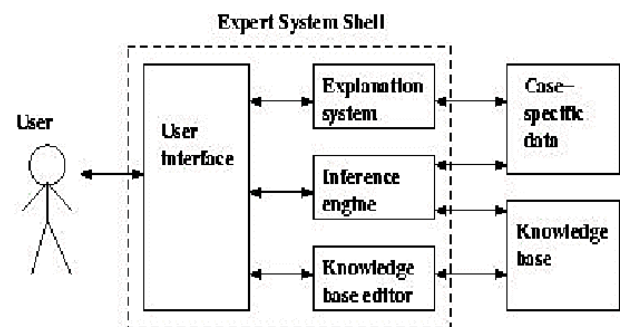 Expert System Shell
User
User
interface
Explanation
system
Inference
engine
Knowledge
base editor
Case-
specific
data
Knowledge
base